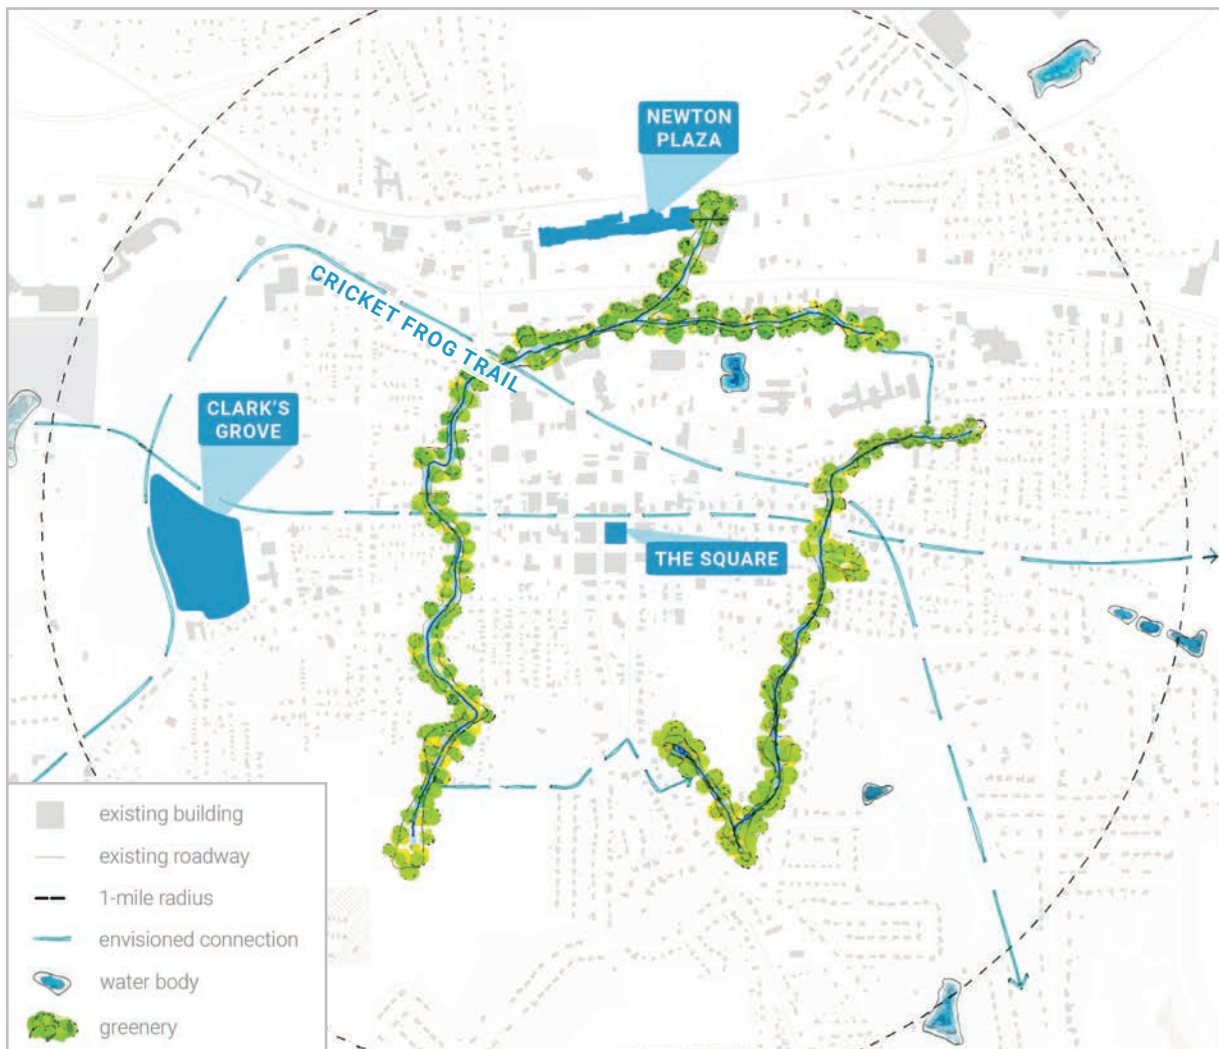 NEWTON
PLAZA
CRICKET FROG TRAIL
CLARK'S
GROVE
THE SQUARE
existing building
existing roadway
1-mile radius
envisioned connection
water body
greenery